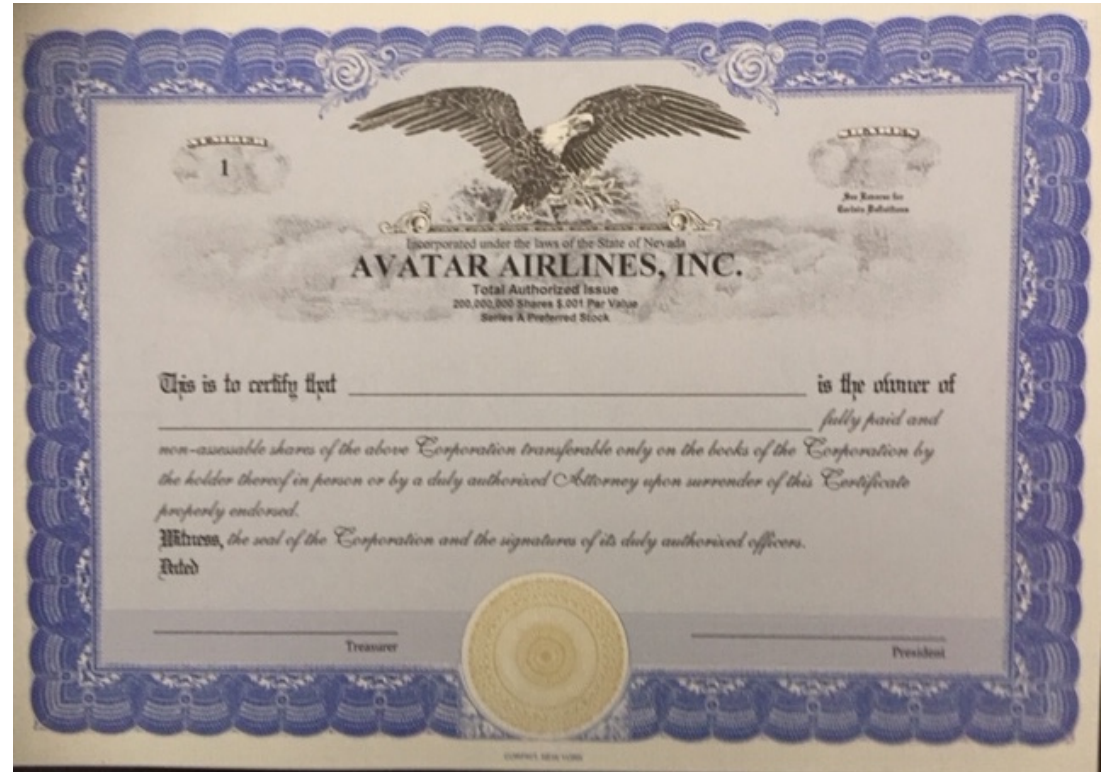 NUMBER
1
SHARES
See Reverse for
Certain Definitions
Incorporated under the laws of the State of Nevada
AVATAR AIRLINES, INC.
Total Authorized Issue
200,000,000 Shares $.001 Par Value
Series A Preferred Stock
This is to certify that is the owner of
fully paid and
non-assessable shares of the above Corporation transferable only on the books of the Corporation by
the holder thereof in person or by a duly authorized Attorney upon surrender of this Certificate
properly endorsed.
Witness, the seal of the Corporation and the signatures of its duly authorized officers.
Dated
Treasurer
President
NEW YORK